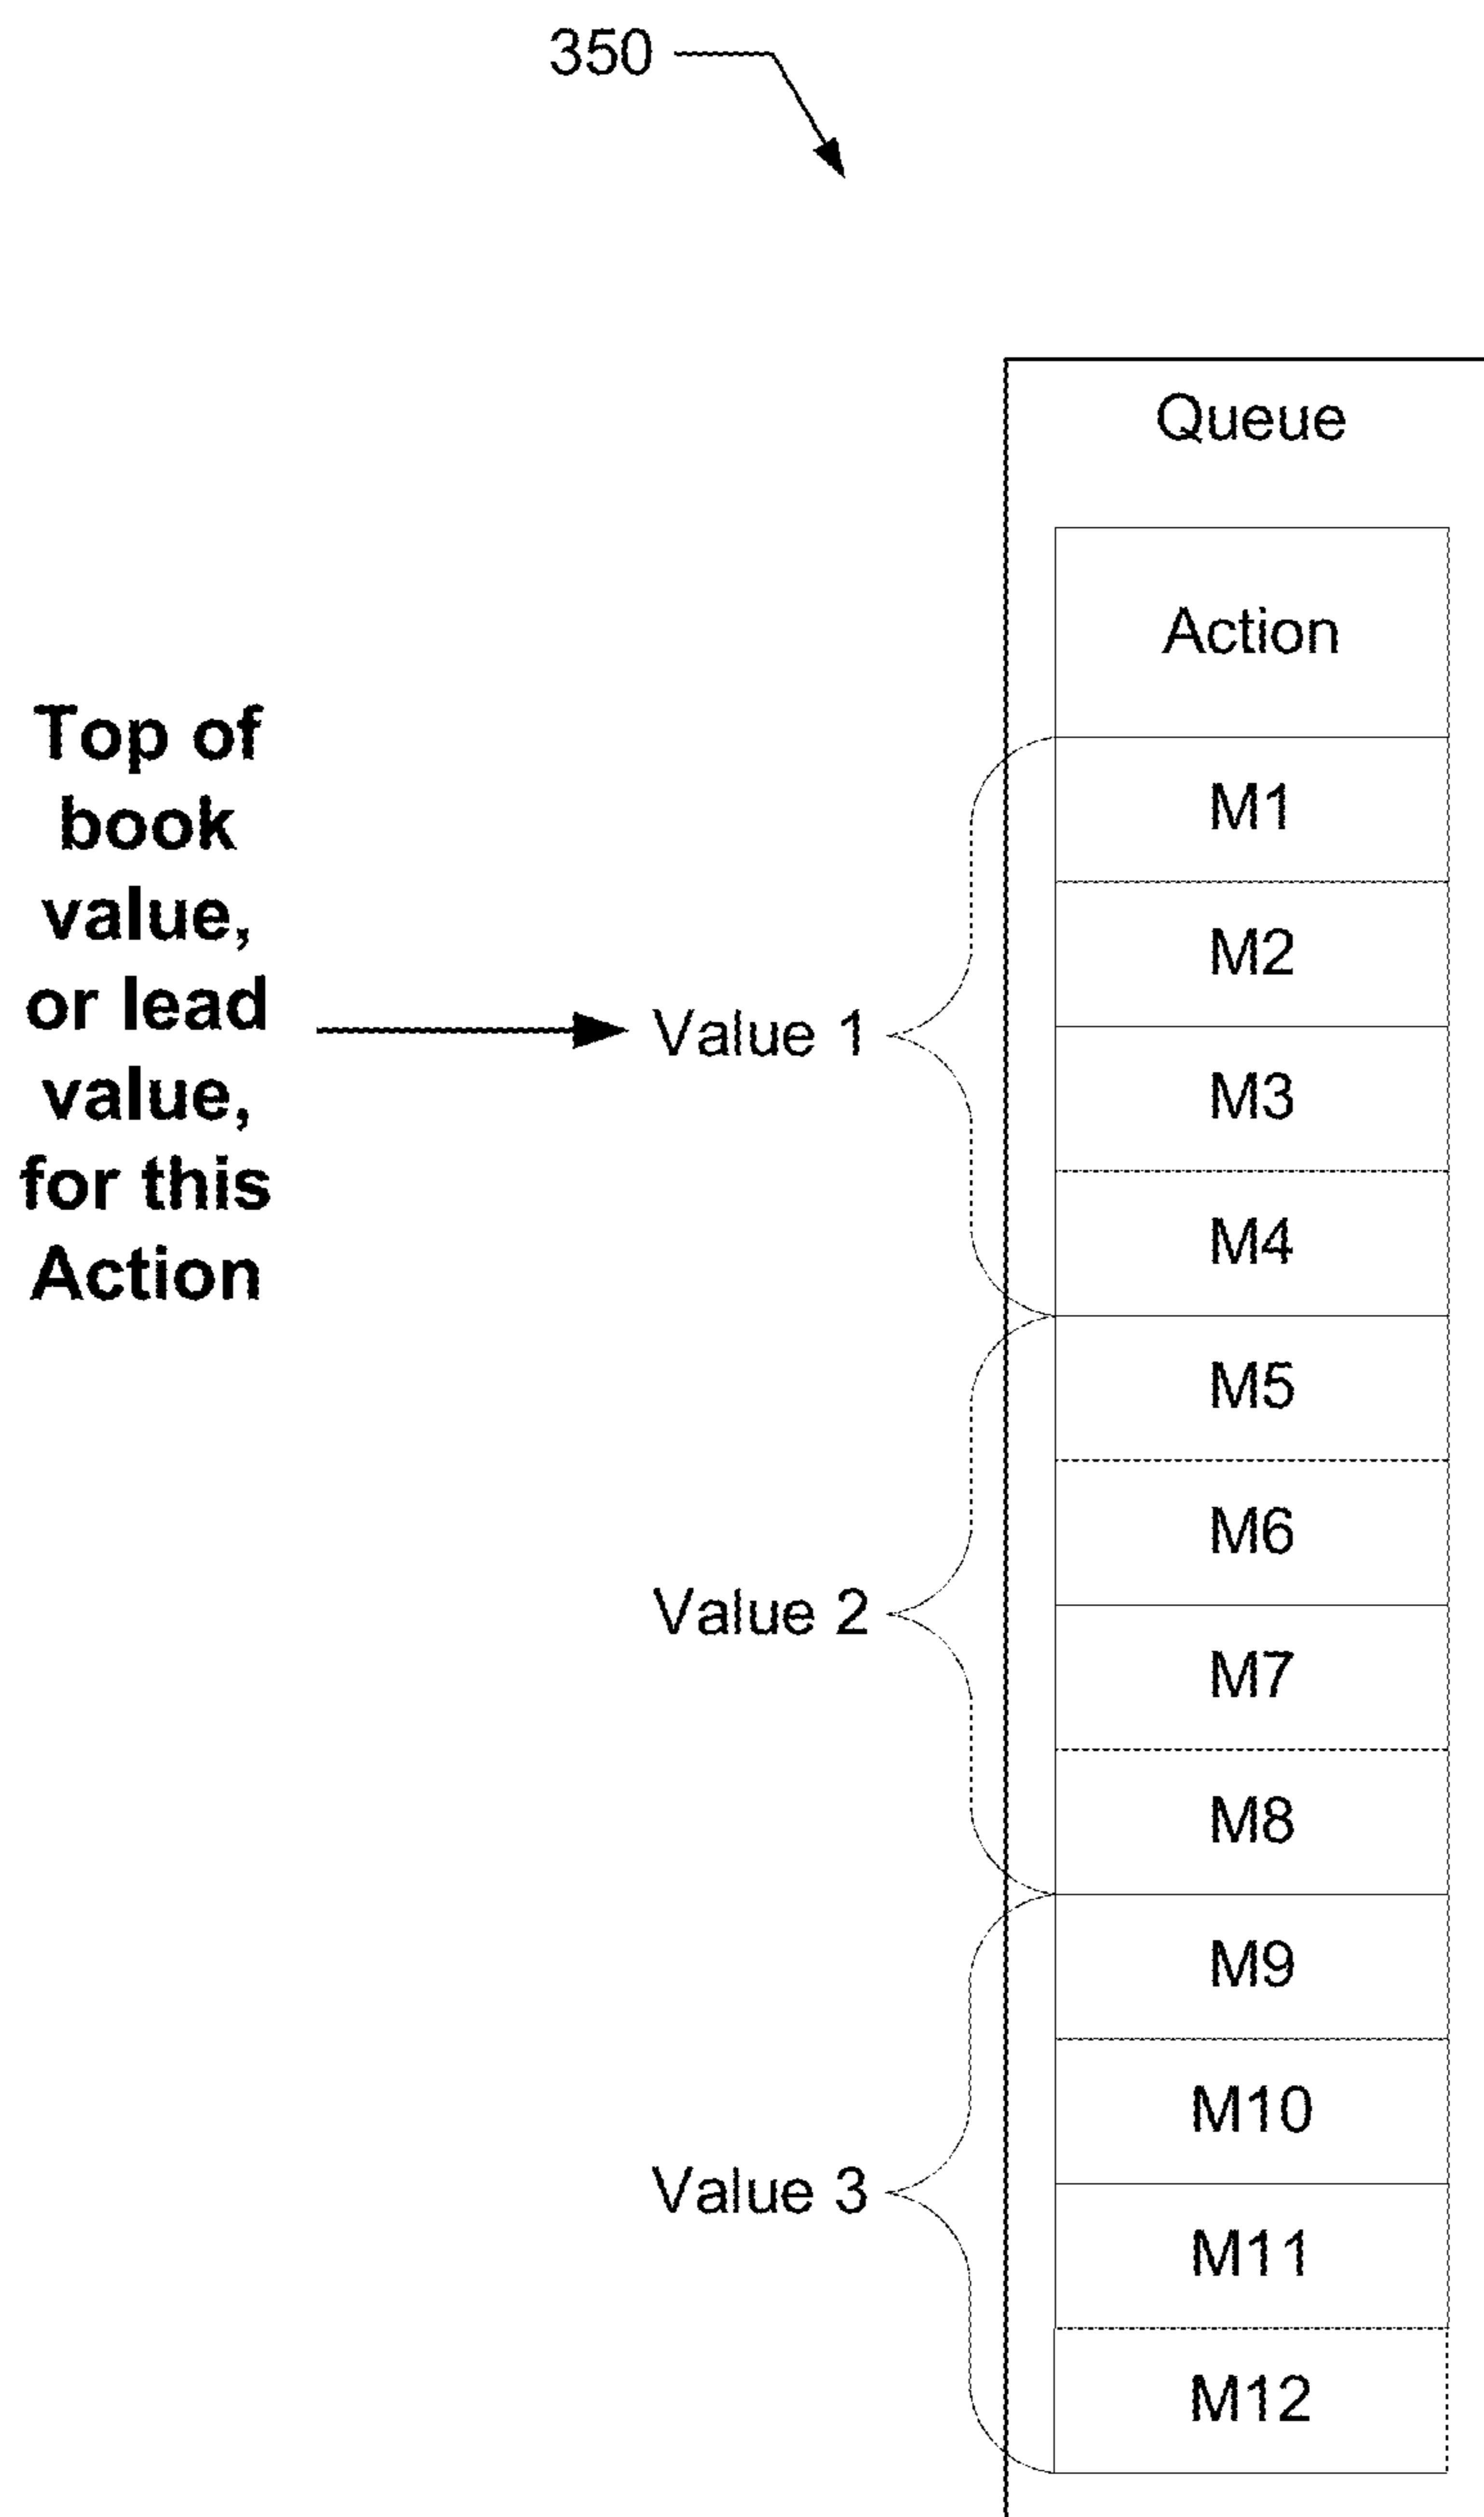 350
Queue
Action
Top of
book
value,
or lead
value,
for this
Action
Value 1
M1
M2
M3
M4
Value 2
M5
M6
M7
M8
Value 3
M9
M10
M11
M12